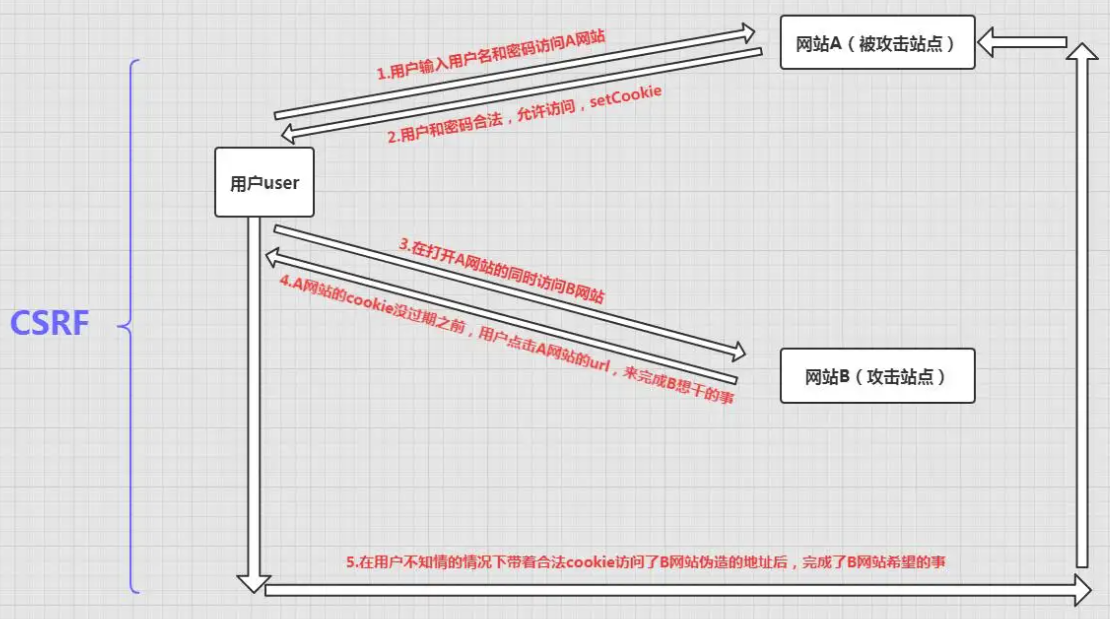 网站A（被攻击站点）
1.用户输入用户名和密码访问A网站
2.用户和密码合法，允许访问，setCookie
用户user
3.在打开A网站的同时访问B网站
4.A网站的cookie没过期之前，用户点击A网站的url，来完成B想干的事
CSRF
网站B（攻击站点）
5.在用户不知情的情况下带着合法cookie访问了B网站伪造的地址后，完成了B网站希望的事